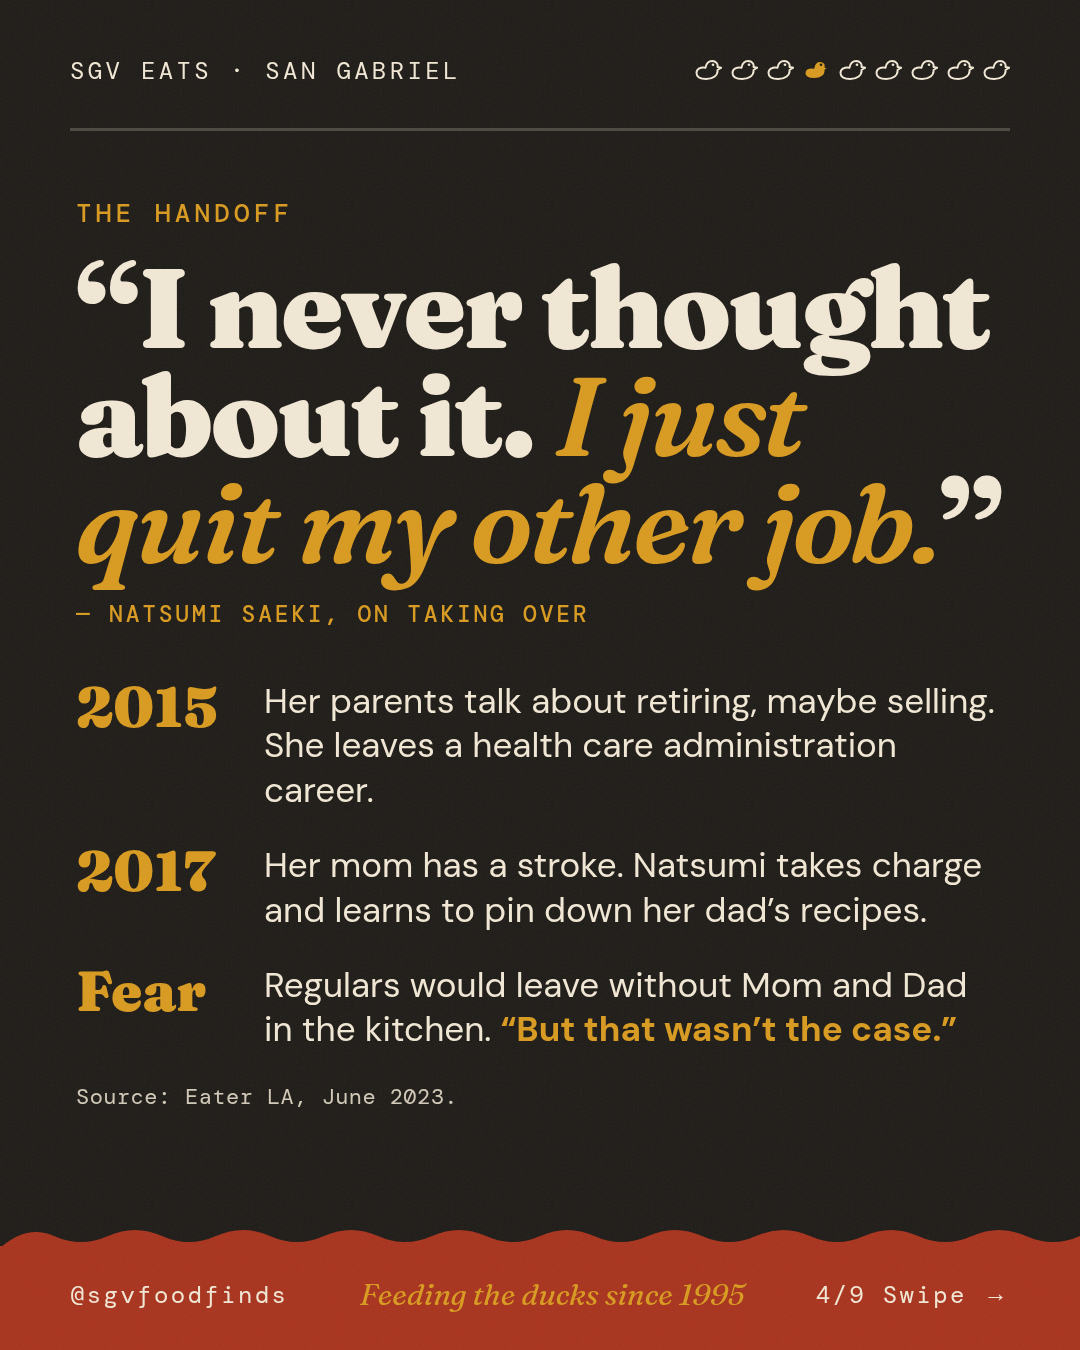 SGV EATS · SAN GABRIEL
THE HANDOFF
“I never thought
about it. I just
quit my other job.”
— NATSUMI SAEKI, ON TAKING OVER
2015
Her parents talk about retiring, maybe selling.
She leaves a health care administration
career.
2017
Her mom has a stroke. Natsumi takes charge
and learns to pin down her dad’s recipes.
Fear
Regulars would leave without Mom and Dad
in the kitchen. “But that wasn’t the case.”
Source: Eater LA, June 2023.
@sgvfoodfinds
Feeding the ducks since 1995
4/9 Swipe →